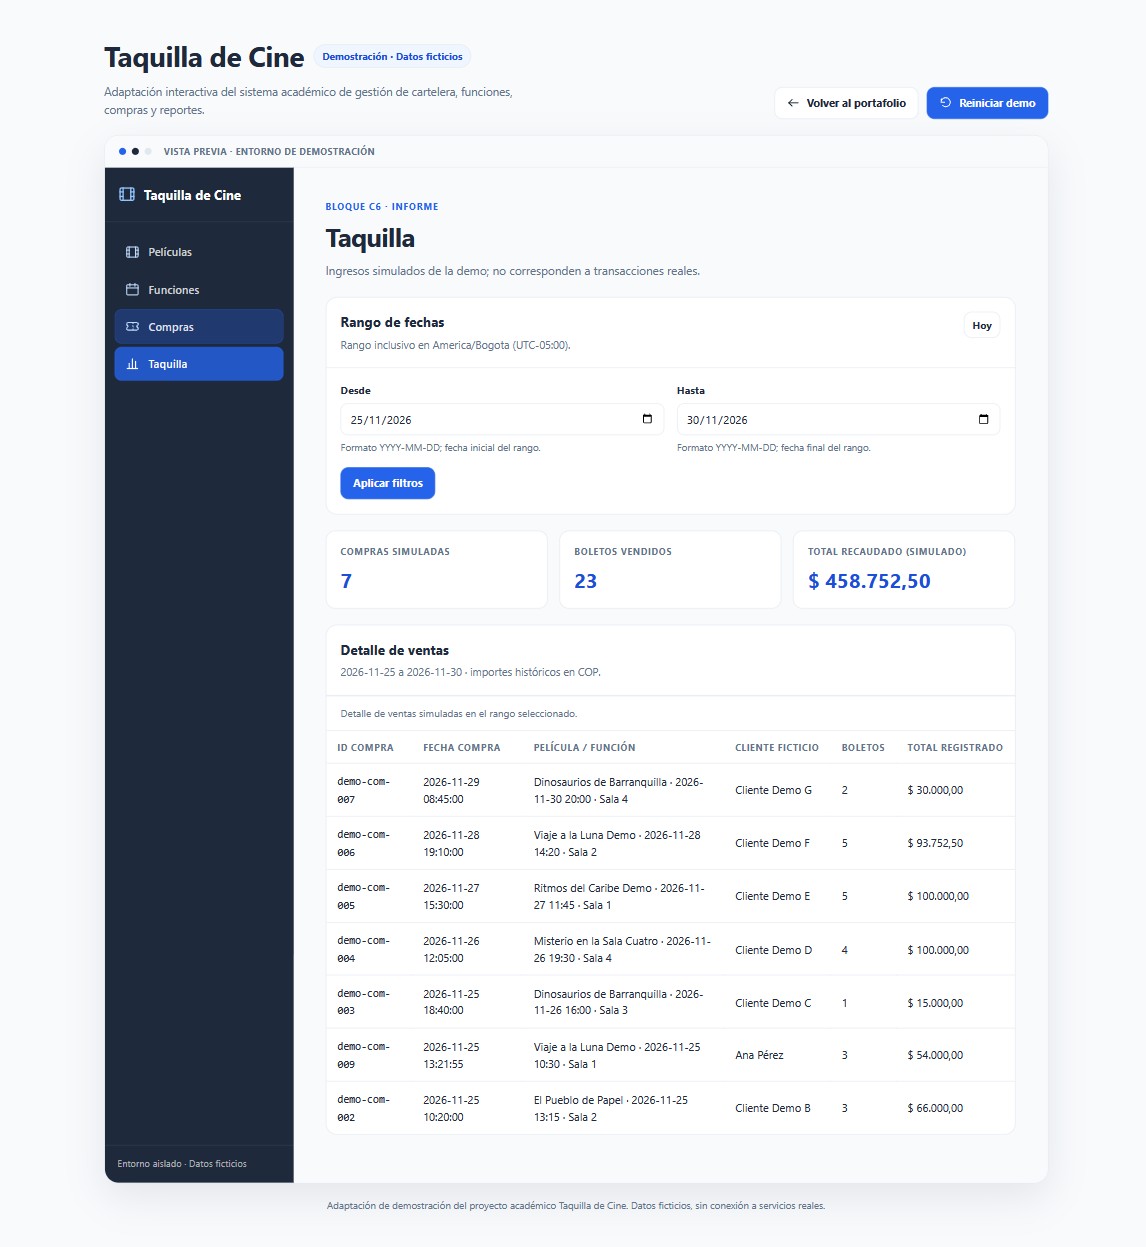 Taquilla de Cine
Demostración · Datos ficticios
Adaptación interactiva del sistema académico de gestión de cartelera, funciones,
compras y reportes.
← Volver al portafolio
Reiniciar demo
VISTA PREVIA · ENTORNO DE DEMOSTRACIÓN
Taquilla de Cine
Películas
Funciones
Compras
Taquilla
Entorno aislado · Datos ficticios
BLOQUE C6 · INFORME
Taquilla
Ingresos simulados de la demo; no corresponden a transacciones reales.
Rango de fechas
Rango inclusivo en America/Bogota (UTC-05:00).
Hoy
Desde
25/11/2026
Formato YYYY-MM-DD; fecha inicial del rango.
Hasta
30/11/2026
Formato YYYY-MM-DD; fecha final del rango.
Aplicar filtros
COMPRAS SIMULADAS
7
BOLETOS VENDIDOS
23
TOTAL RECAUDADO (SIMULADO)
$ 458.752,50
Detalle de ventas
2026-11-25 a 2026-11-30 · importes históricos en COP.
Detalle de ventas simuladas en el rango seleccionado.
ID COMPRA FECHA COMPRA PELÍCULA / FUNCIÓN CLIENTE FICTICIO BOLETOS TOTAL REGISTRADO
demo-com- 2026-11-29 Dinosaurios de Barranquilla · 2026- Cliente Demo G 2 $ 30.000,00
007 08:45:00 11-30 20:00 · Sala 4
demo-com- 2026-11-28 Viaje a la Luna Demo · 2026-11-28 Cliente Demo F 5 $ 93.752,50
006 19:10:00 14:20 · Sala 2
demo-com- 2026-11-27 Ritmos del Caribe Demo · 2026-11- Cliente Demo E 5 $ 100.000,00
005 15:30:00 27 11:45 · Sala 1
demo-com- 2026-11-26 Misterio en la Sala Cuatro · 2026-11- Cliente Demo D 4 $ 100.000,00
004 12:05:00 26 19:30 · Sala 4
demo-com- 2026-11-25 Dinosaurios de Barranquilla · 2026- Cliente Demo C 1 $ 15.000,00
003 18:40:00 11-26 16:00 · Sala 3
demo-com- 2026-11-25 Viaje a la Luna Demo · 2026-11-25 Ana Pérez 3 $ 54.000,00
009 13:21:55 10:30 · Sala 1
demo-com- 2026-11-25 El Pueblo de Papel · 2026-11-25 Cliente Demo B 3 $ 66.000,00
002 10:20:00 13:15 · Sala 2
Adaptación de demostración del proyecto académico Taquilla de Cine. Datos ficticios, sin conexión a servicios reales.